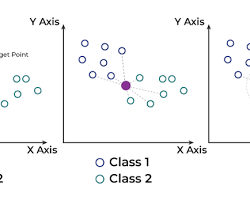 Y Axis
Y Axis
get Point
X Axis
X Axis
Class 1
2
Class 2